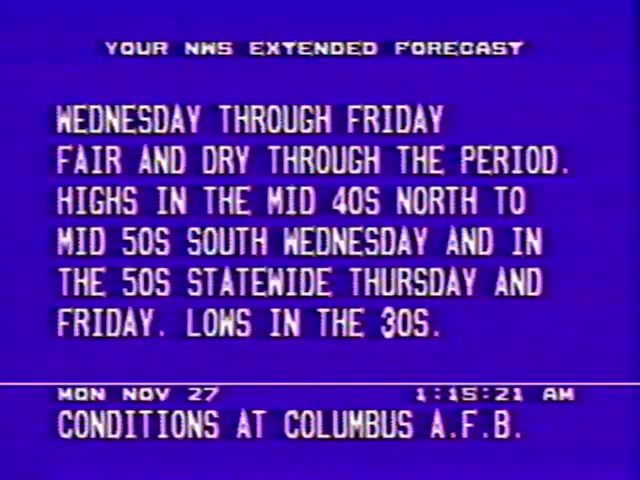 YOUR NWS EXTENDED FORECAST
WEDNESDAY THROUGH FRIDAY
FAIR AND DRY THROUGH THE PERIOD.
HIGHS IN THE MID 40S NORTH TO
MID 50S SOUTH WEDNESDAY AND IN
THE 50S STATEWIDE THURSDAY AND
FRIDAY. LOWS IN THE 30S.
MON NOV 27 1:15:21 AM
CONDITIONS AT COLUMBUS A.F.B.